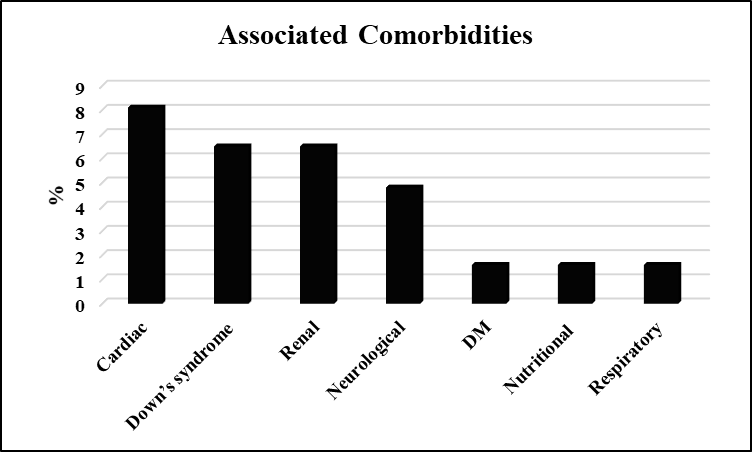 Associated Comorbidities
9
8
7
6
5
4
3
2
1
0
%
Cardiac
Down's syndrome
Renal
Neurological
DM
Nutritional
Respiratory